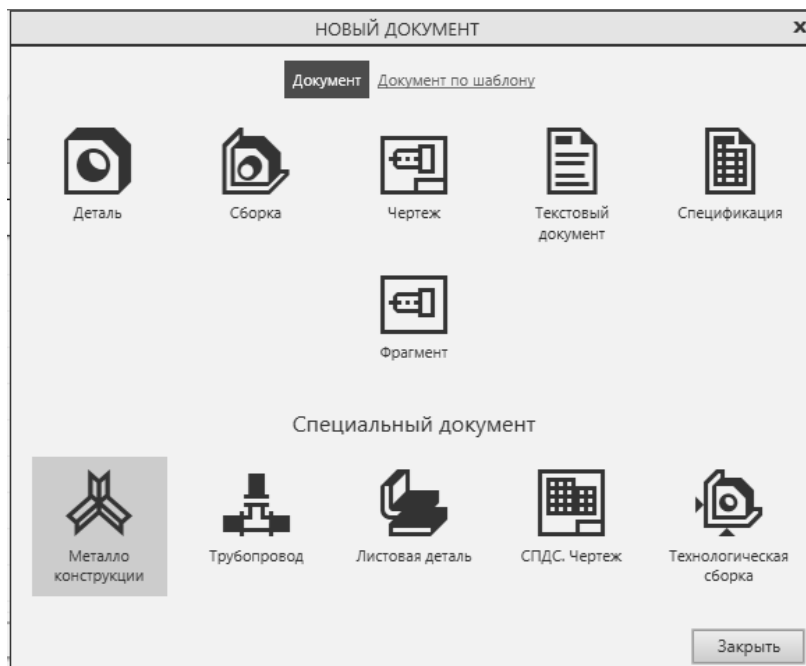 НОВЫЙ ДОКУМЕНТ x
Документ Документ по шаблону
Деталь Сборка Чертеж Текстовый документ Спецификация
Фрагмент
Специальный документ
Металло конструкции Трубопровод Листовая деталь СПДС. Чертеж Технологическая сборка
Закрыть